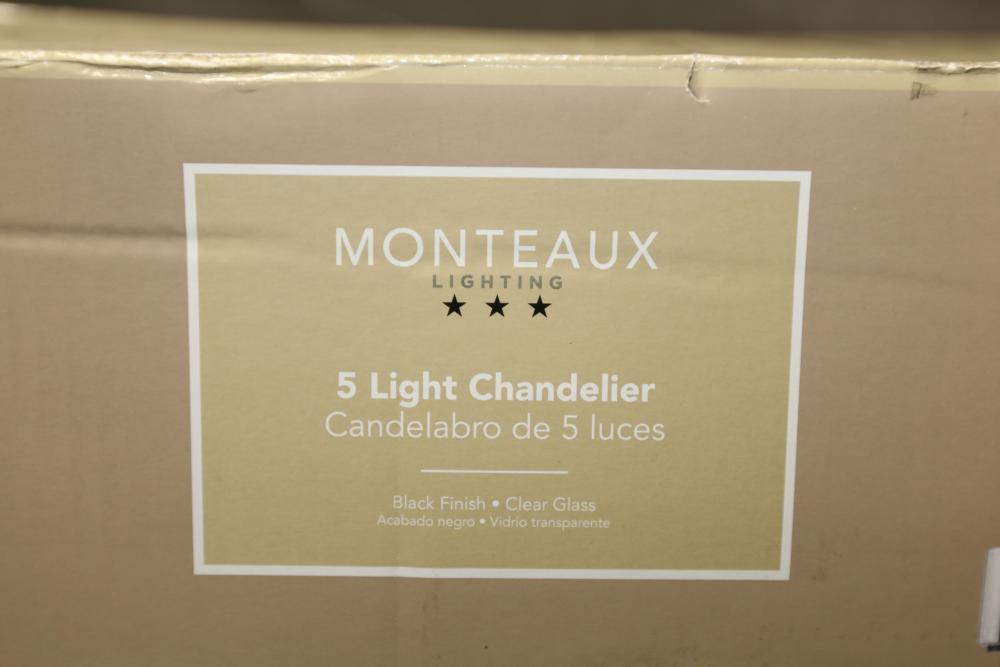 MONTEAUX
LIGHTING
★ ★ ★
5 Light Chandelier
Candelabro de 5 luces
Black Finish • Clear Glass
Acabado negro • Vidrio transparente